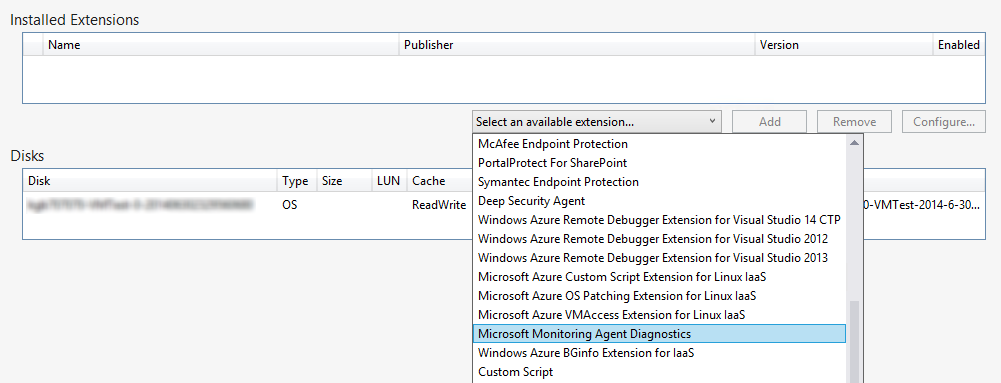 Installed Extensions
Name Publisher Version Enabled
Select an available extension... Add Remove Configure...
McAfee Endpoint Protection
Disks
PortalProtect For SharePoint
Disk Type Size LUN Cache
Symantec Endpoint Protection
OS ReadWrite 0-VMTest-2014-6-30...
Deep Security Agent
Windows Azure Remote Debugger Extension for Visual Studio 14 CTP
Windows Azure Remote Debugger Extension for Visual Studio 2012
Windows Azure Remote Debugger Extension for Visual Studio 2013
Microsoft Azure Custom Script Extension for Linux IaaS
Microsoft Azure OS Patching Extension for Linux IaaS
Microsoft Azure VMAccess Extension for Linux IaaS
Microsoft Monitoring Agent Diagnostics
Windows Azure BGinfo Extension for IaaS
Custom Script